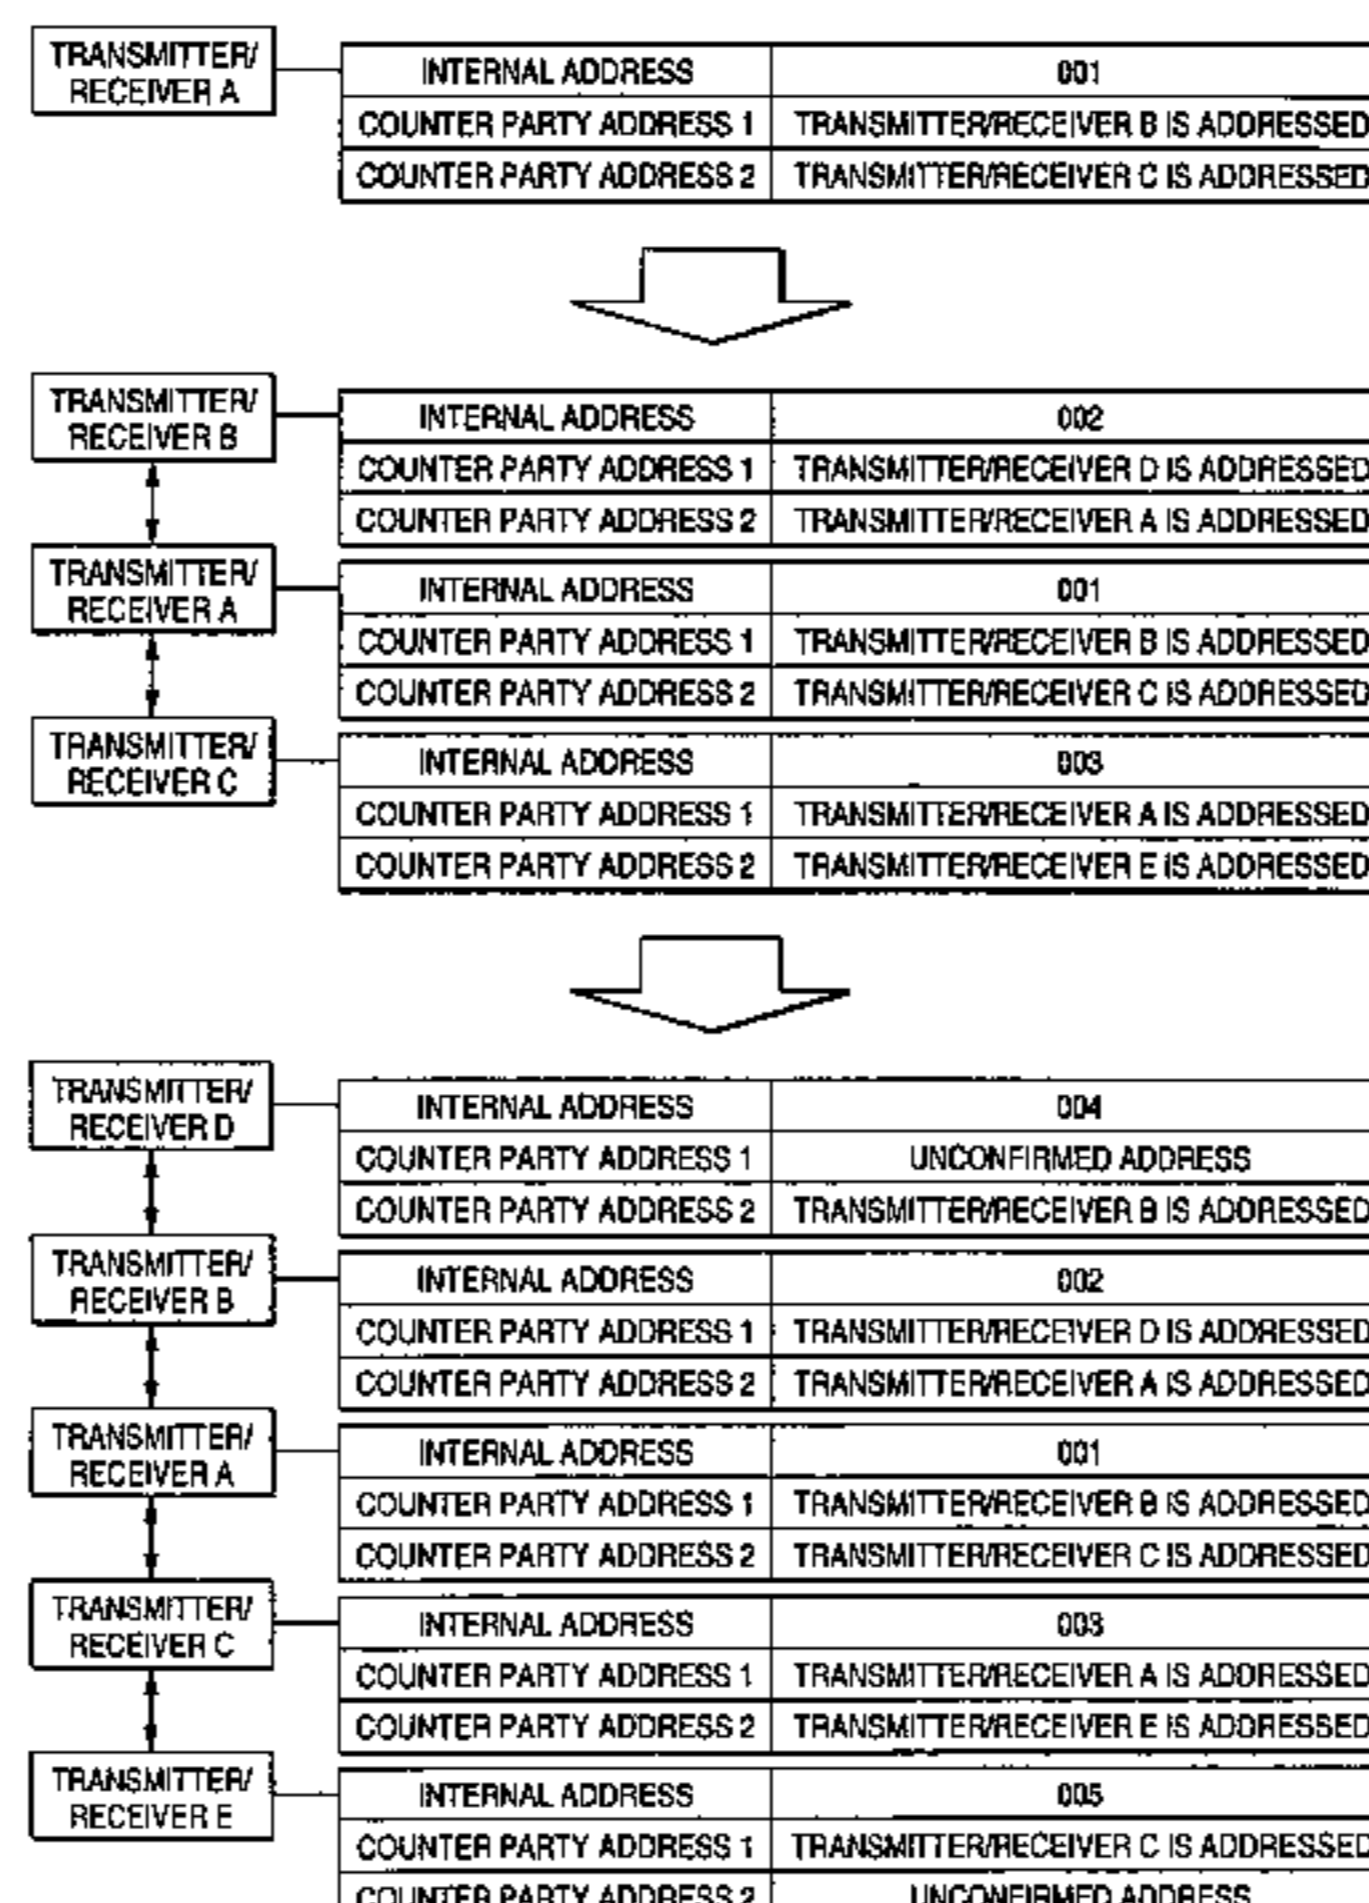 TRANSMITTER/
RECEIVER A
INTERNAL ADDRESS 001
COUNTER PARTY ADDRESS 1 TRANSMITTER/RECEIVER B IS ADDRESSED
COUNTER PARTY ADDRESS 2 TRANSMITTER/RECEIVER C IS ADDRESSED
TRANSMITTER/
RECEIVER B
INTERNAL ADDRESS 002
COUNTER PARTY ADDRESS 1 TRANSMITTER/RECEIVER D IS ADDRESSED
COUNTER PARTY ADDRESS 2 TRANSMITTER/RECEIVER A IS ADDRESSED
TRANSMITTER/
RECEIVER A
INTERNAL ADDRESS 001
COUNTER PARTY ADDRESS 1 TRANSMITTER/RECEIVER B IS ADDRESSED
COUNTER PARTY ADDRESS 2 TRANSMITTER/RECEIVER C IS ADDRESSED
TRANSMITTER/
RECEIVER C
INTERNAL ADDRESS 003
COUNTER PARTY ADDRESS 1 TRANSMITTER/RECEIVER A IS ADDRESSED
COUNTER PARTY ADDRESS 2 TRANSMITTER/RECEIVER E IS ADDRESSED
TRANSMITTER/
RECEIVER D
INTERNAL ADDRESS 004
COUNTER PARTY ADDRESS 1 UNCONFIRMED ADDRESS
COUNTER PARTY ADDRESS 2 TRANSMITTER/RECEIVER B IS ADDRESSED
TRANSMITTER/
RECEIVER B
INTERNAL ADDRESS 002
COUNTER PARTY ADDRESS 1 TRANSMITTER/RECEIVER D IS ADDRESSED
COUNTER PARTY ADDRESS 2 TRANSMITTER/RECEIVER A IS ADDRESSED
TRANSMITTER/
RECEIVER A
INTERNAL ADDRESS 001
COUNTER PARTY ADDRESS 1 TRANSMITTER/RECEIVER B IS ADDRESSED
COUNTER PARTY ADDRESS 2 TRANSMITTER/RECEIVER C IS ADDRESSED
TRANSMITTER/
RECEIVER C
INTERNAL ADDRESS 003
COUNTER PARTY ADDRESS 1 TRANSMITTER/RECEIVER A IS ADDRESSED
COUNTER PARTY ADDRESS 2 TRANSMITTER/RECEIVER E IS ADDRESSED
TRANSMITTER/
RECEIVER E
INTERNAL ADDRESS 005
COUNTER PARTY ADDRESS 1 TRANSMITTER/RECEIVER C IS ADDRESSED
COUNTER PARTY ADDRESS 2 UNCONFIRMED ADDRESS